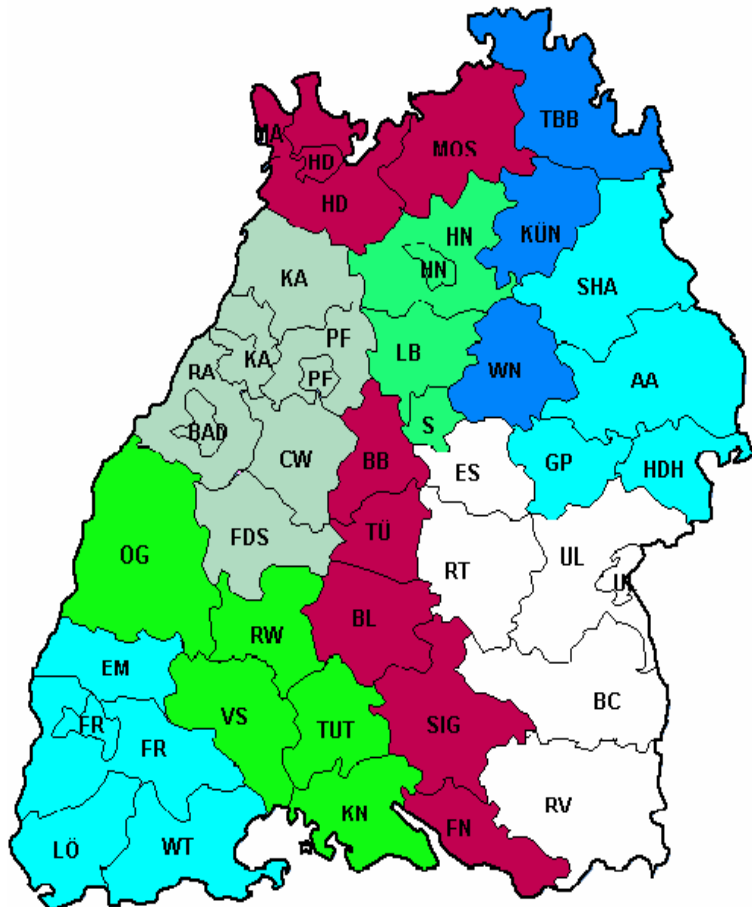 TBB
MA
HD
MOS
HD
HN
KÜN
HN
KA
SHA
PF
LB
KA
RA
WN
AA
PF
S
BAD
CW
BB
ES
GP
HDH
FDS
TÜ
OG
RT
UL
U
BL
RW
EM
VS
BC
FR
TUT
SIG
FR
RV
KN
FN
LÖ
WT